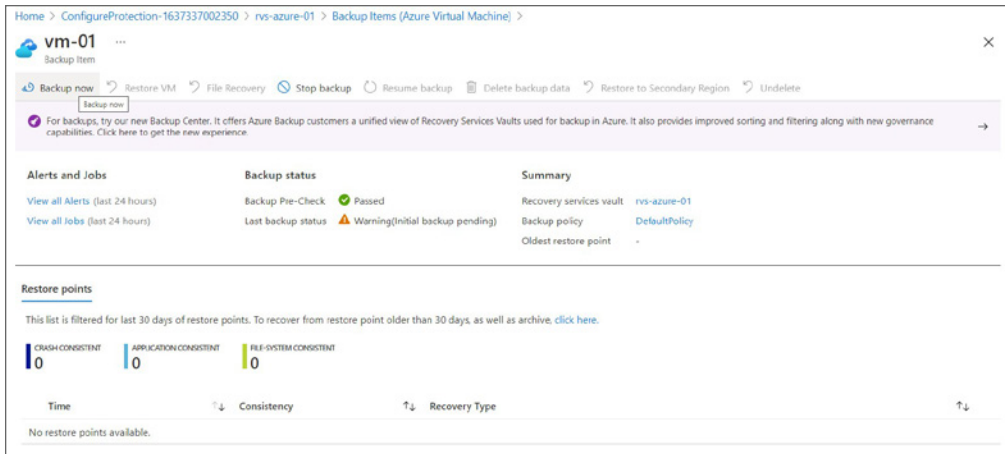 Home > ConfigureProtection-1637337002350 > rvs-azure-01 > Backup Items (Azure Virtual Machine) >
vm-01 ...
Backup Item
Backup now Restore VM File Recovery Stop backup Resume backup Delete backup data Restore to Secondary Region Undelete
Backup now
For backups, try our new Backup Center. It offers Azure Backup customers a unified view of Recovery Services Vaults used for backup in Azure. It also provides improved sorting and filtering along with new governance
capabilities. Click here to get the new experience.
Alerts and Jobs Backup status Summary
View all Alerts (last 24 hours) Backup Pre-Check Passed Recovery services vault rvs-azure-01
View all Jobs (last 24 hours) Last backup status Warning(Initial backup pending) Backup policy DefaultPolicy
Oldest restore point -
Restore points
This list is filtered for last 30 days of restore points. To recover from restore point older than 30 days, as well as archive, click here.
CRASH CONSISTENT APPLICATION CONSISTENT FILE-SYSTEM CONSISTENT
0 0 0
Time Consistency Recovery Type
No restore points available.